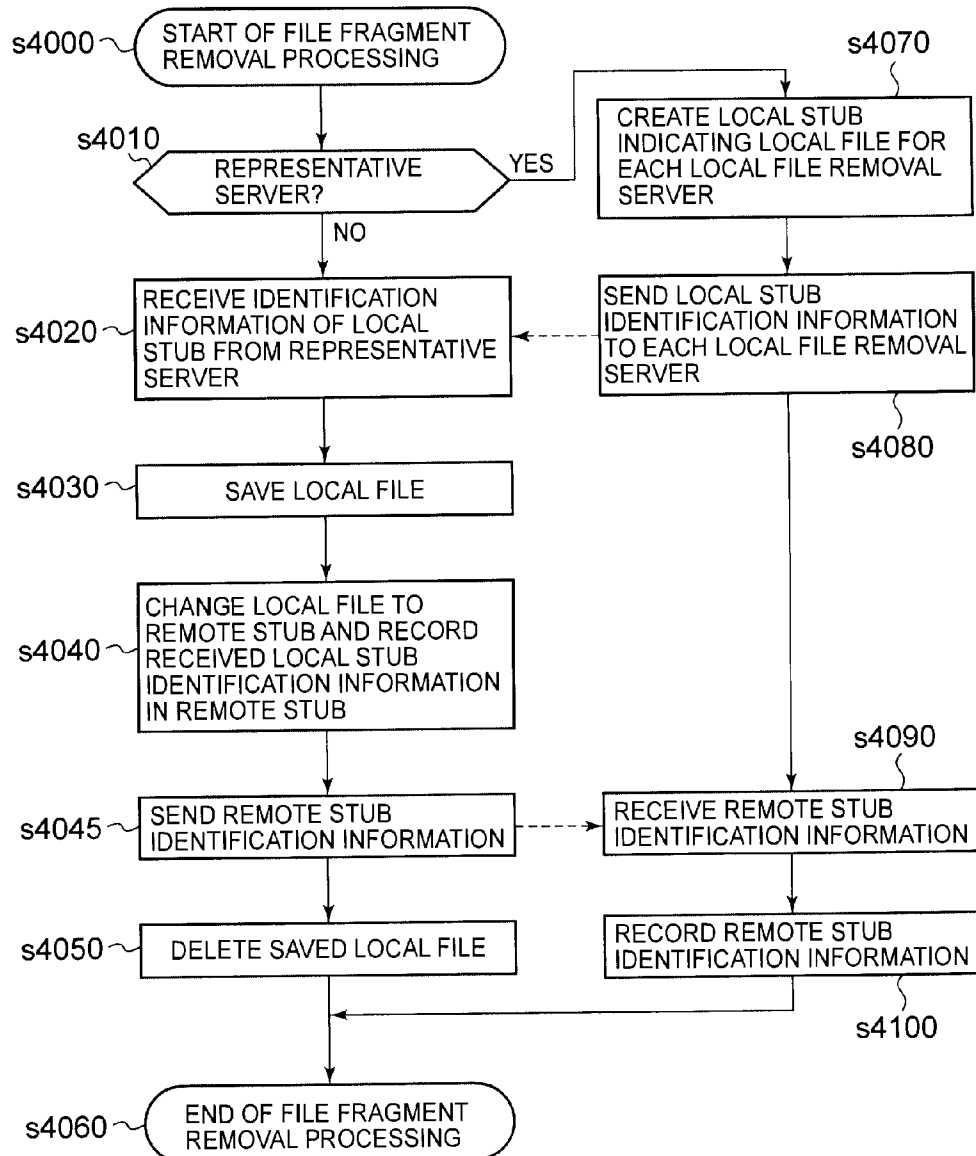 s4000
START OF FILE FRAGMENT
REMOVAL PROCESSING
s4010
REPRESENTATIVE
SERVER?
YES
NO
s4070
CREATE LOCAL STUB
INDICATING LOCAL FILE FOR
EACH LOCAL FILE REMOVAL
SERVER
s4020
RECEIVE IDENTIFICATION
INFORMATION OF LOCAL
STUB FROM REPRESENTATIVE
SERVER
SEND LOCAL STUB
IDENTIFICATION INFORMATION
TO EACH LOCAL FILE REMOVAL
SERVER
s4080
s4030
SAVE LOCAL FILE
s4040
CHANGE LOCAL FILE TO
REMOTE STUB AND RECORD
RECEIVED LOCAL STUB
IDENTIFICATION INFORMATION
IN REMOTE STUB
s4045
SEND REMOTE STUB
IDENTIFICATION INFORMATION
s4090
RECEIVE REMOTE STUB
IDENTIFICATION INFORMATION
s4050
DELETE SAVED LOCAL FILE
RECORD REMOTE STUB
IDENTIFICATION INFORMATION
s4100
s4060
END OF FILE FRAGMENT
REMOVAL PROCESSING